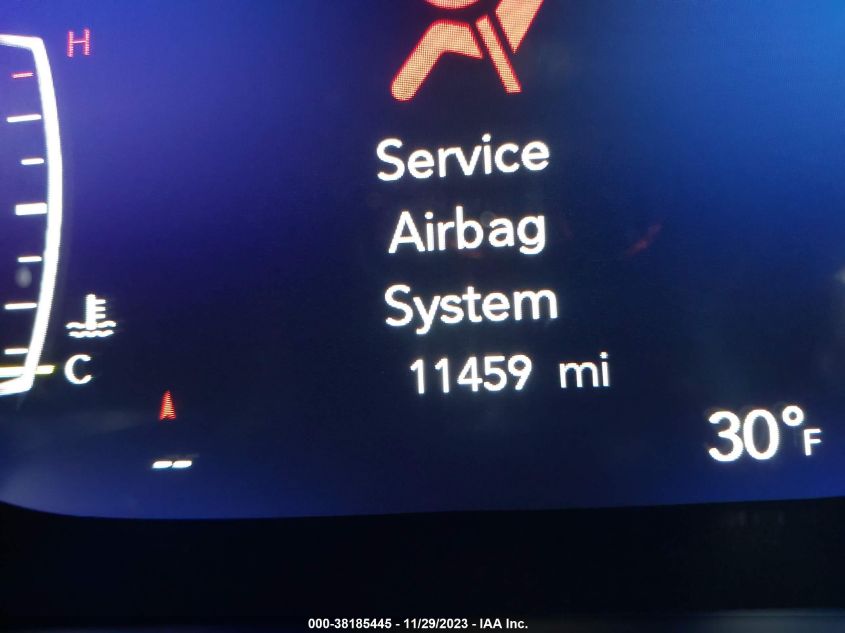 H
Service
Airbag
System
11459 mi
C
30°F
--
000-38185445 - 11/29/2023 - IAA Inc.